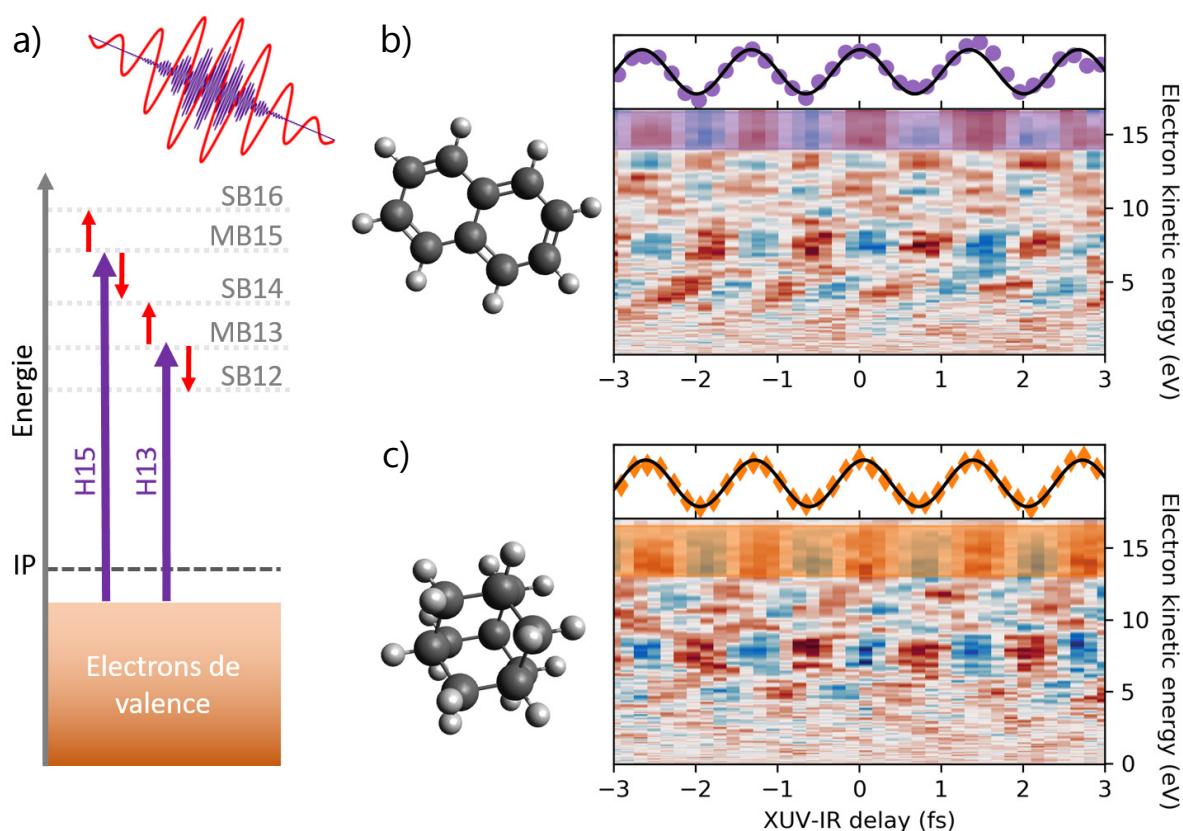 a)
SB16
MB15
SB14
MB13
SB12
Energie
H15
H13
IP
Electrons de
valence
b)
15
10
5
−3 −2 −1 0 1 2 3
Electron kinetic energy (eV)
c)
15
10
5
0
−3 −2 −1 0 1 2 3
XUV-IR delay (fs)
Electron kinetic energy (eV)